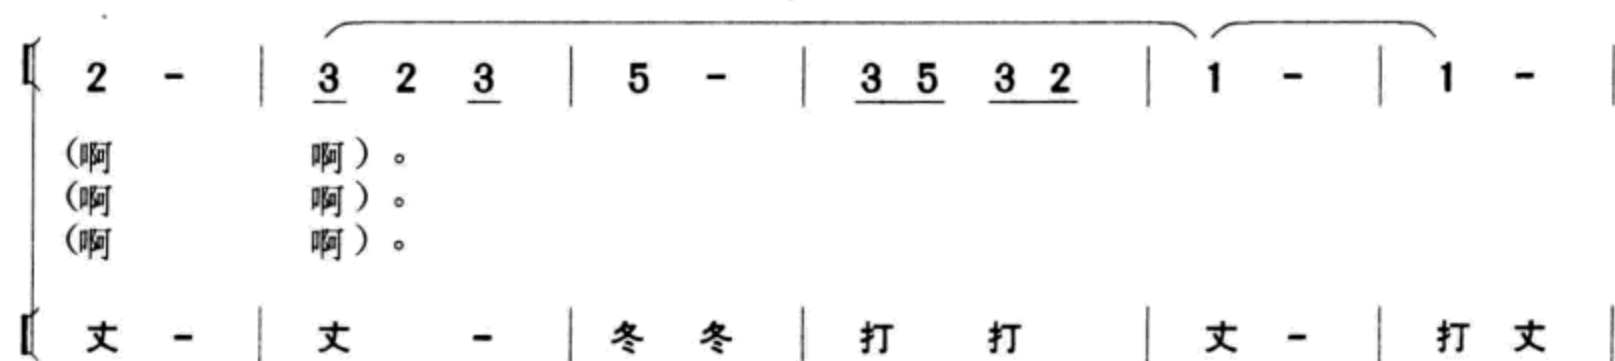 2 - | 3 2 3 | 5 - | 3 5 3 2 | 1 - | 1 - |
(啊 啊)。
(啊 啊)。
(啊 啊)。
丈 - | 丈 - | 冬 冬 | 打 打 | 丈 - | 打 丈 |